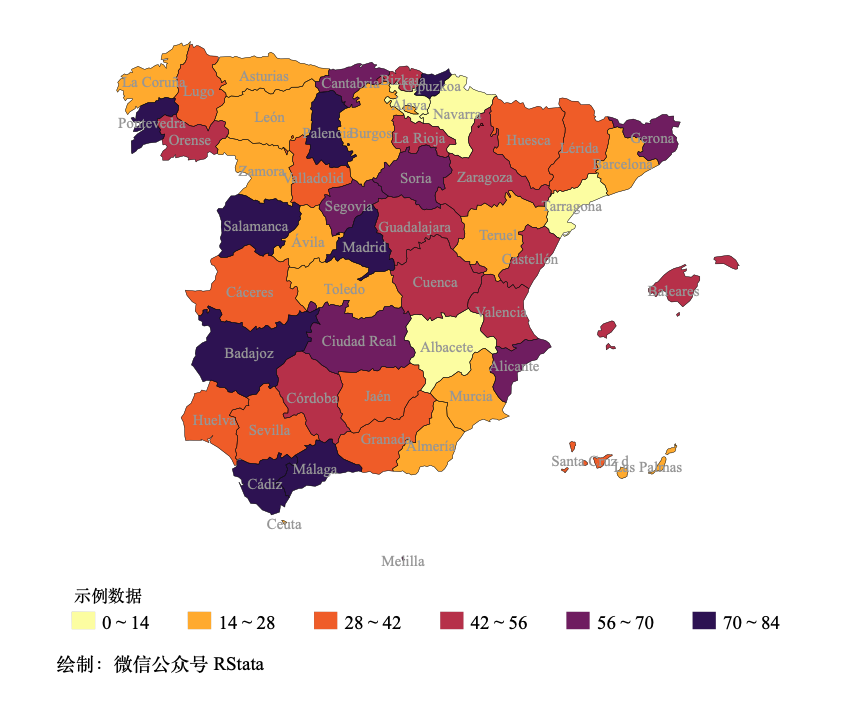 Asturias
Cantabria
Bizkaia
Gipuzkoa
La Coruña
Lugo
Alava
Navarra
Pontevedra
León
Palencia
Burgos
La Rioja
Huesca
Lérida
Gerona
Orense
Barcelona
Zamora
Valladolid
Soria
Zaragoza
Segovia
Tarragona
Salamanca
Guadalajara
Ávila
Madrid
Teruel
Castellón
Cáceres
Toledo
Cuenca
Baleares
Valencia
Badajoz
Ciudad Real
Albacete
Alicante
Córdoba
Jaén
Murcia
Huelva
Sevilla
Granada
Almería
Málaga
Santa Cruz d
Las Palmas
Cádiz
Ceuta
Melilla
示例数据
0 ~ 14 14 ~ 28 28 ~ 42 42 ~ 56 56 ~ 70 70 ~ 84
绘制：微信公众号 RStata